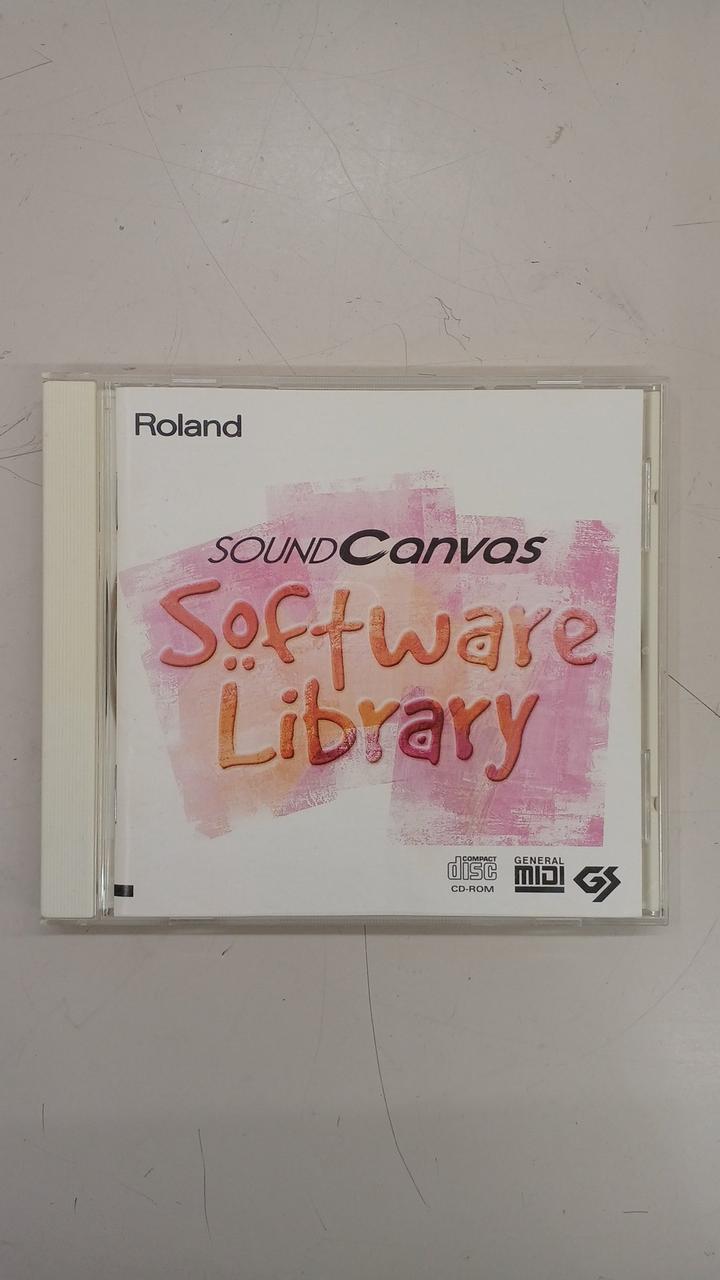 Roland
SOUND Canvas
Software
Library
COMPACT
disc
CD-ROM
GENERAL
MIDI
GS